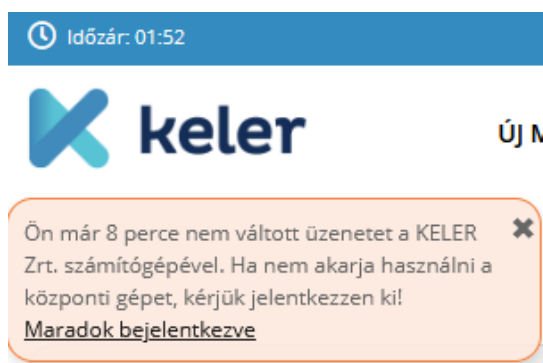 Időzár: 01:52
keler
ÚJ
Ön már 8 perce nem váltott üzenetet a KELER
Zrt. számítógépével. Ha nem akarja használni a
központi gépet, kérjük jelentkezzen ki!
Maradok bejelentkezve